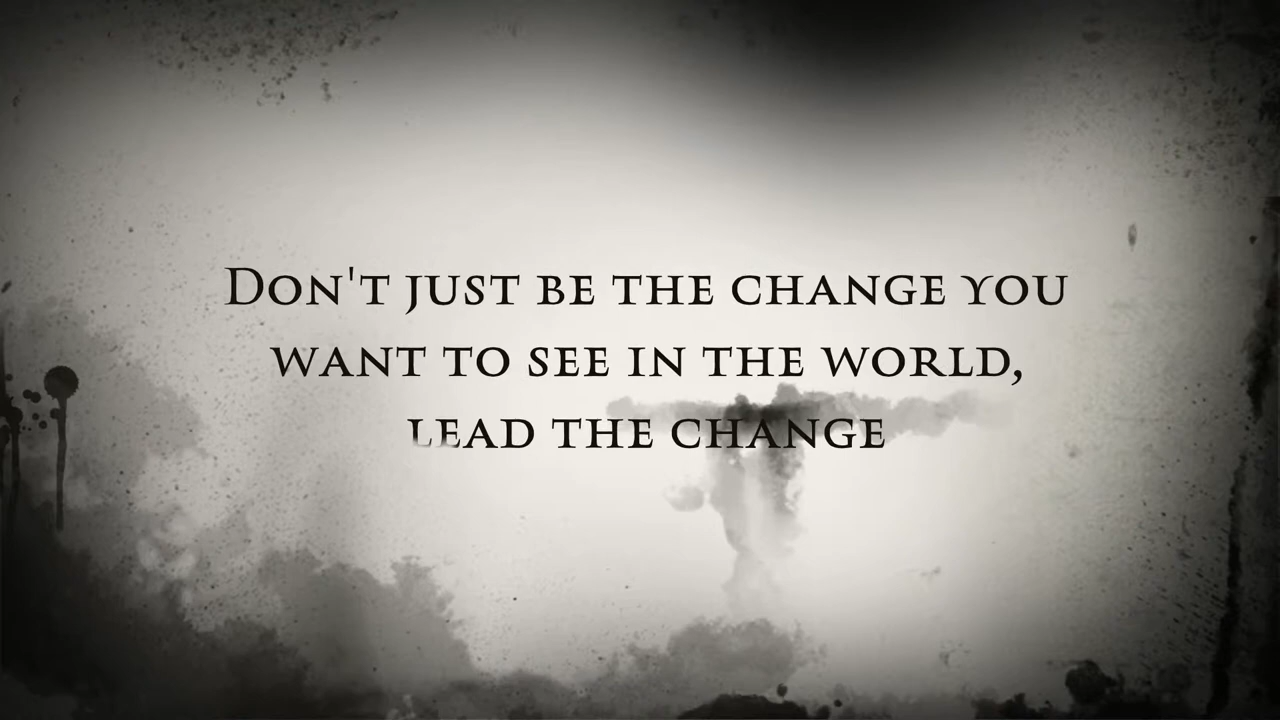 Don't just be the change you
want to see in the world,
lead the change